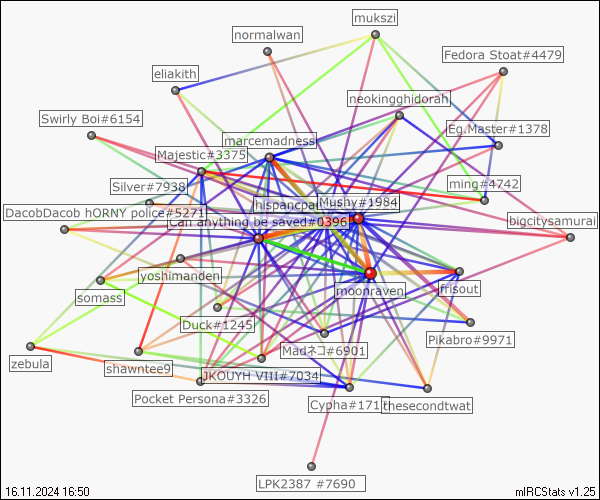 mukszi
normalwan
Fedora Stoat#4479
eliakith
neokingghidorah
Swirly Boi#6154
Eg.Master#1378
marcemadness
Majestic#3375
ming#4742
Silver#7938
Mushy#1984
DacobDacob hORNY police#5271
Can anything be saved#0396
bigcitysamurai
yoshimanden
moonraven
frisout
somass
Duck#1245
Pikabro#9971
Madネコ#6901
zebula
shawntee9
JKOUYH VIII#7034
Pocket Persona#3326
thesecondtwat
LPK2387 #7690
16.11.2024 16:50
mIRCStats v1.25